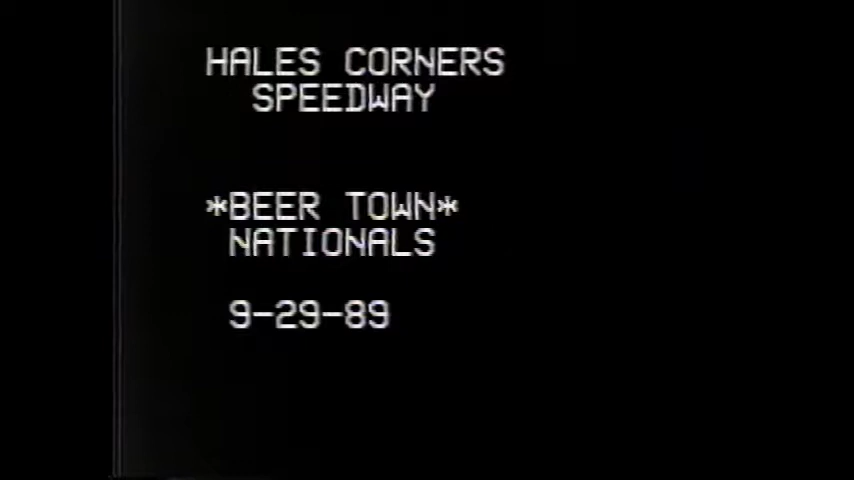 HALES CORNERS
SPEEDWAY
*BEER TOWN*
NATIONALS
9-29-89